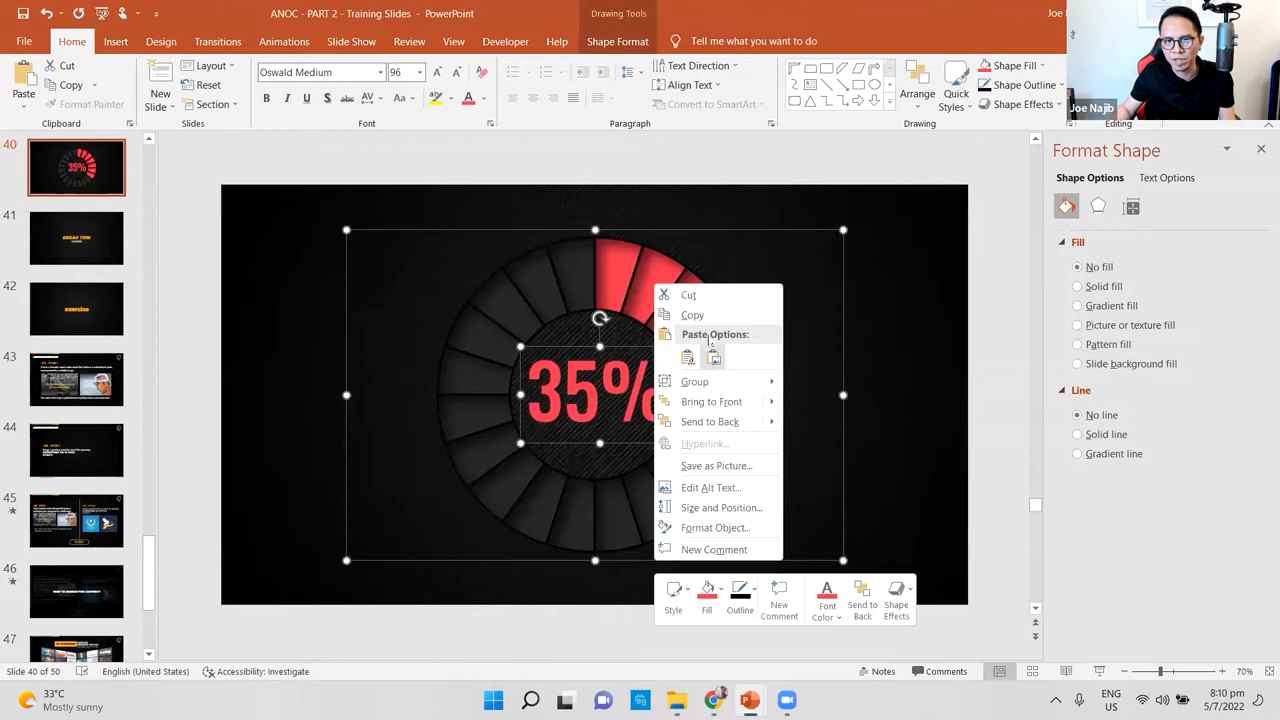 ANOC - PART 2 - Training Slides - PowerPoint
Drawing Tools
Joe
File
Home
Insert
Design
Transitions
Animations
Slide Show
Review
View
Developer
Help
Shape Format
Tell me what you want to do
Paste
Cut
Copy
Format Painter
Clipboard
New Slide
Layout
Reset
Section
Slides
Oswald Medium
96
Font
Text Direction
Align Text
Convert to SmartArt
Paragraph
Arrange
Quick Styles
Shape Fill
Shape Outline
Shape Effects
Drawing
Editing
Joe Najib
40
35%
41
BREAK TIME
42
exercise
43
44
45
46
47
35%
Cut
Copy
Paste Options:
Group
Bring to Front
Send to Back
Hyperlink...
Save as Picture...
Edit Alt Text...
Size and Position...
Format Object...
New Comment
Style
Fill
Outline
New Comment
Font Color
Send to Back
Shape Effects
Format Shape
Shape Options
Text Options
Fill
No fill
Solid fill
Gradient fill
Picture or texture fill
Pattern fill
Slide background fill
Line
No line
Solid line
Gradient line
Slide 40 of 50
English (United States)
Accessibility: Investigate
Notes
Comments
70%
33°C
Mostly sunny
ENG
US
8:10 pm
5/7/2022